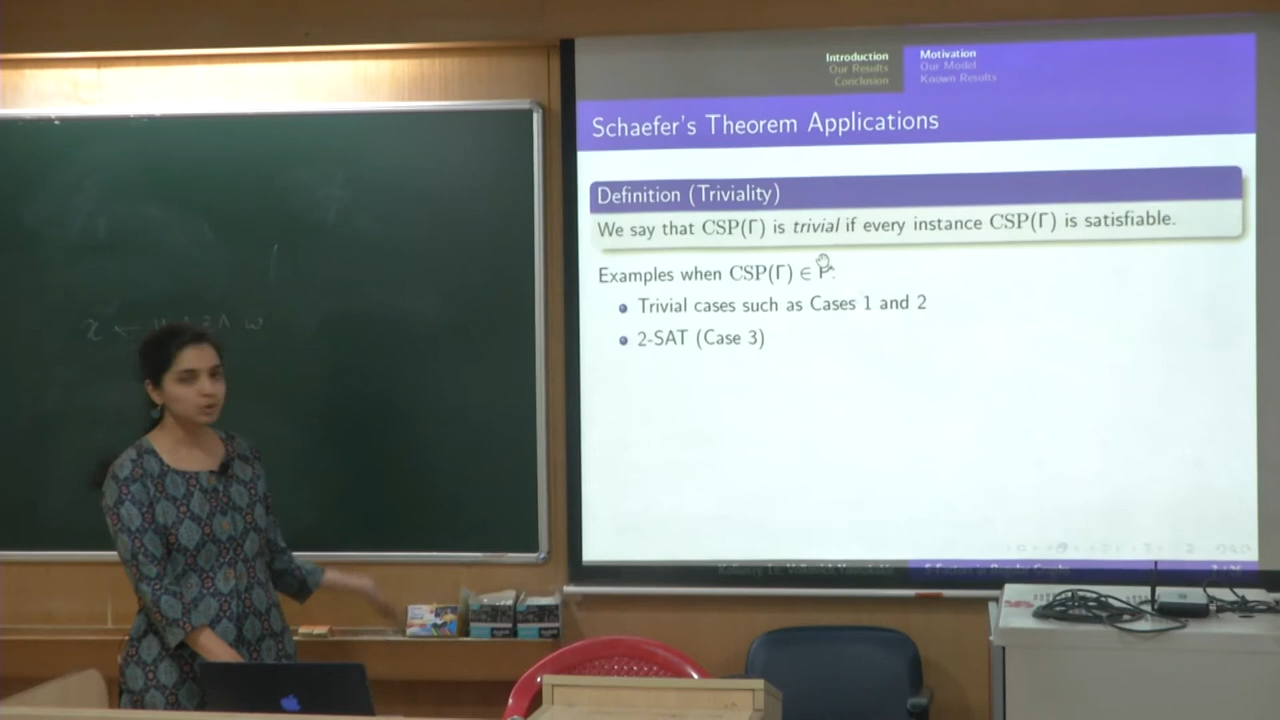 Introduction
Our Results
Conclusion
Motivation
Our Model
Known Results
Schaefer's Theorem Applications
Definition (Triviality)
We say that CSP(Γ) is trivial if every instance CSP(Γ) is satisfiable.
Examples when CSP(Γ) ∈ P:
Trivial cases such as Cases 1 and 2
2-SAT (Case 3)